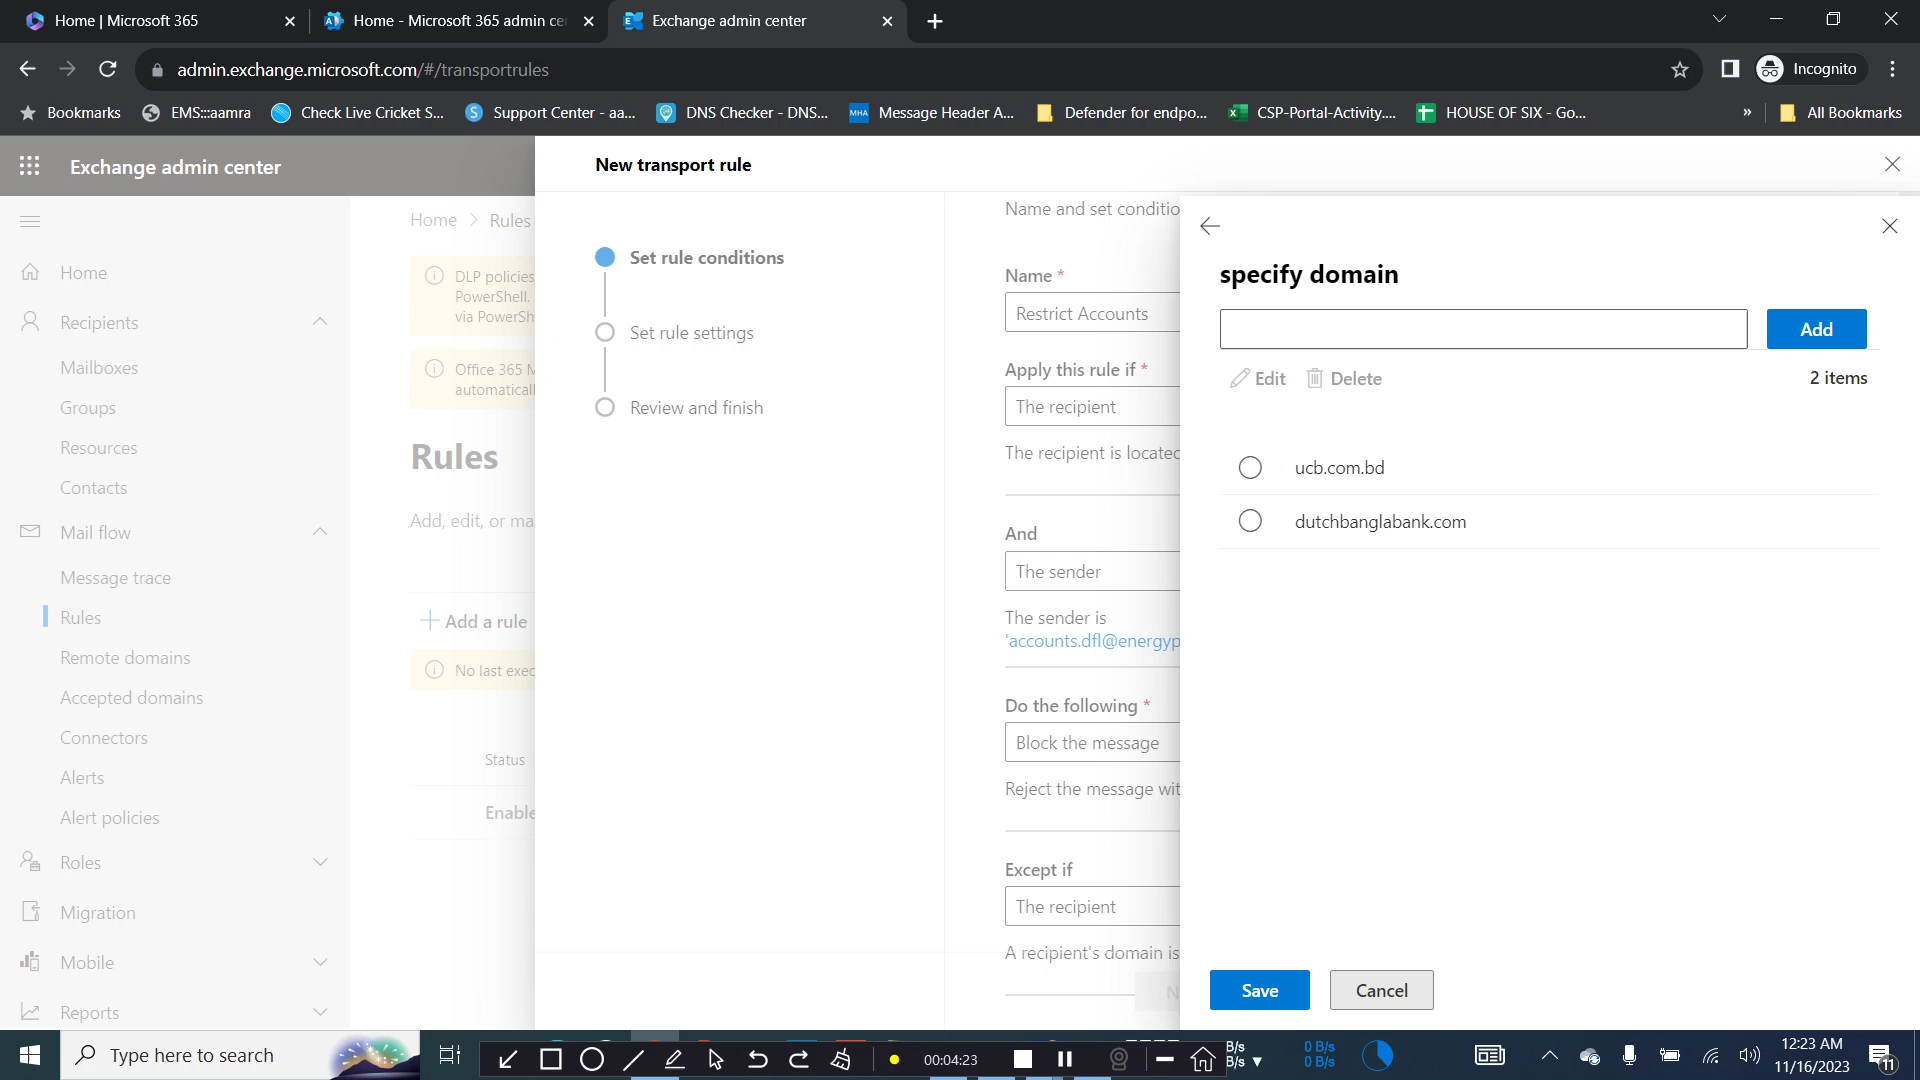 Home | Microsoft 365
Home - Microsoft 365 admin ce
Exchange admin center
admin.exchange.microsoft.com/#/transportrules
Incognito
Bookmarks
EMS:::aamra
Check Live Cricket S...
Support Center - aa...
DNS Checker - DNS...
MHA
Message Header A...
Defender for endpo...
CSP-Portal-Activity....
HOUSE OF SIX - Go...
»
All Bookmarks
Exchange admin center
Home
Recipients
Mailboxes
Groups
Resources
Contacts
Mail flow
Message trace
Rules
Remote domains
Accepted domains
Connectors
Alerts
Alert policies
Roles
Migration
Mobile
Reports
Home > Rules
DLP policies
PowerShell.
via PowerSh
Office 365 M
automaticall
Rules
Add, edit, or ma
Add a rule
No last exec
Status
Enable
New transport rule
Set rule conditions
Set rule settings
Review and finish
Name and set conditio
Name *
Restrict Accounts
Apply this rule if *
The recipient
The recipient is located
And
The sender
The sender is
'accounts.dfl@energyp
Do the following *
Block the message
Reject the message wit
Except if
The recipient
A recipient's domain is
N
specify domain
Add
Edit
Delete
2 items
ucb.com.bd
dutchbanglabank.com
Save
Cancel
Type here to search
00:04:23
B/s
B/s
0 B/s
0 B/s
12:23 AM
11/16/2023
11